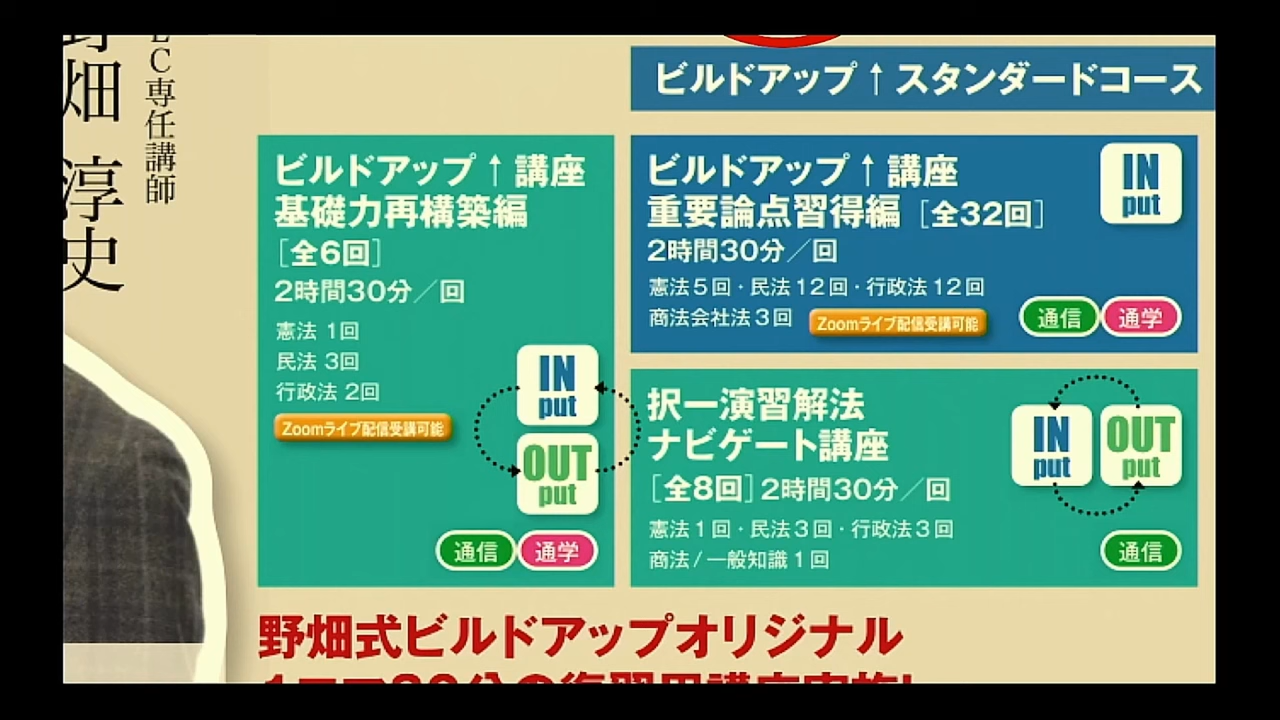 EC専任講師
野畑 淳史
ビルドアップ↑スタンダードコース
ビルドアップ↑講座
基礎力再構築編
[全6回]
2時間30分／回
憲法 1回
民法 3回
行政法 2回
Zoomライブ配信受講可能
IN
put
OUT
put
通信 通学
ビルドアップ↑講座
重要論点習得編 [全32回]
2時間30分／回
憲法5回・民法12回・行政法12回
商法会社法3回 Zoomライブ配信受講可能
IN
put
通信 通学
択一演習解法
ナビゲート講座
[全8回] 2時間30分／回
憲法1回・民法3回・行政法3回
商法/一般知識1回
IN
put
OUT
put
通信
野畑式ビルドアップオリジナル